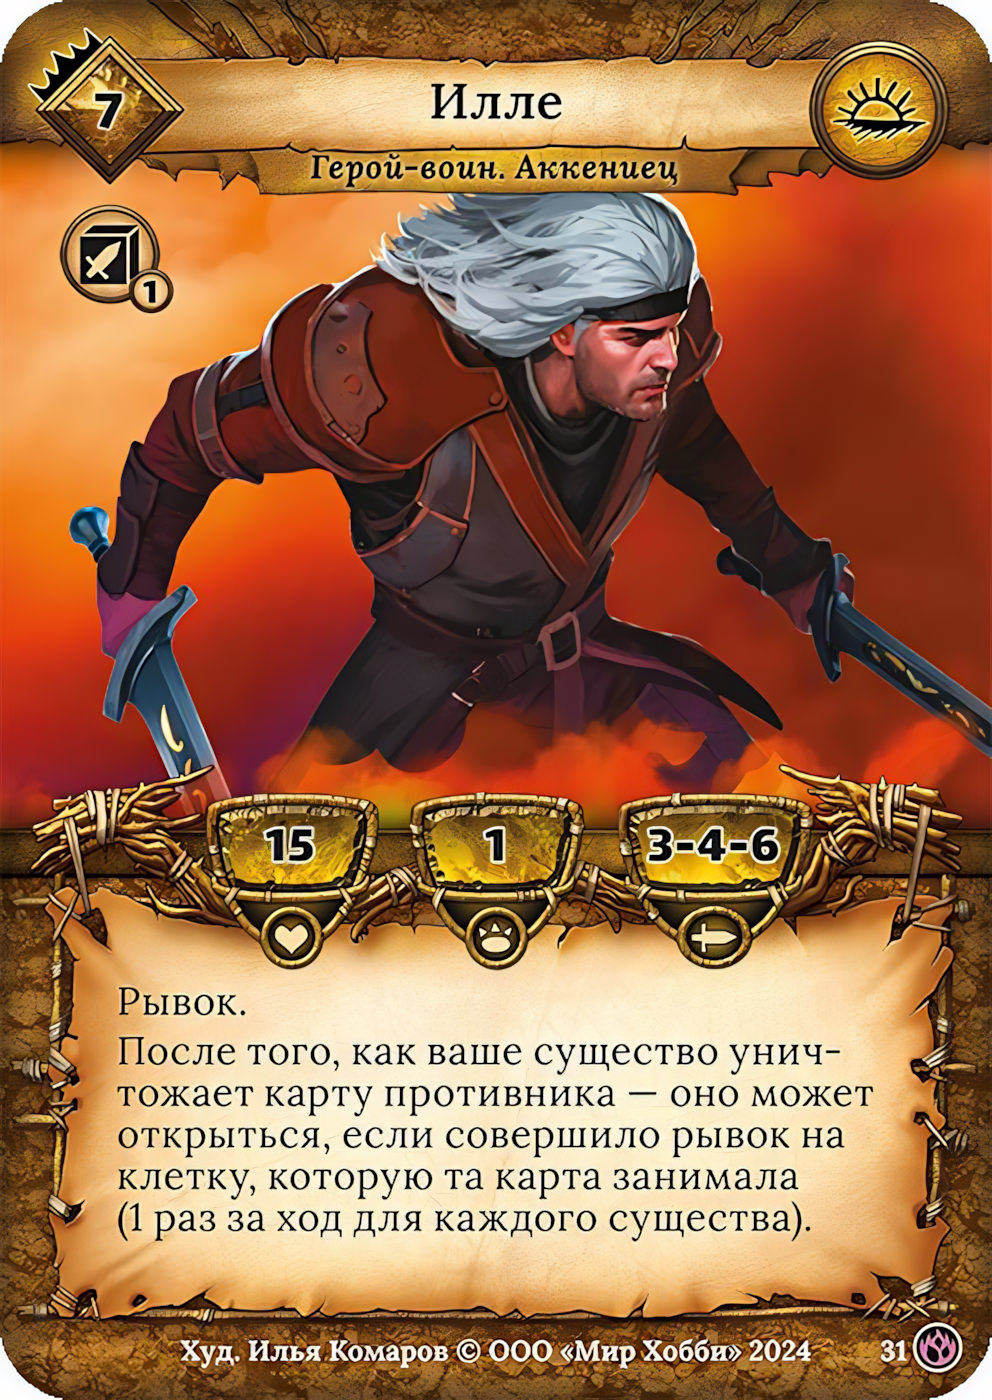 7
Илле
Герой-воин. Аккениец
1
15
1
3-4-6
Рывок.
После того, как ваше существо унич-
тожает карту противника — оно может
открыться, если совершило рывок на
клетку, которую та карта занимала
(1 раз за ход для каждого существа).
Худ. Илья Комаров © ООО «Мир Хобби» 2024
31